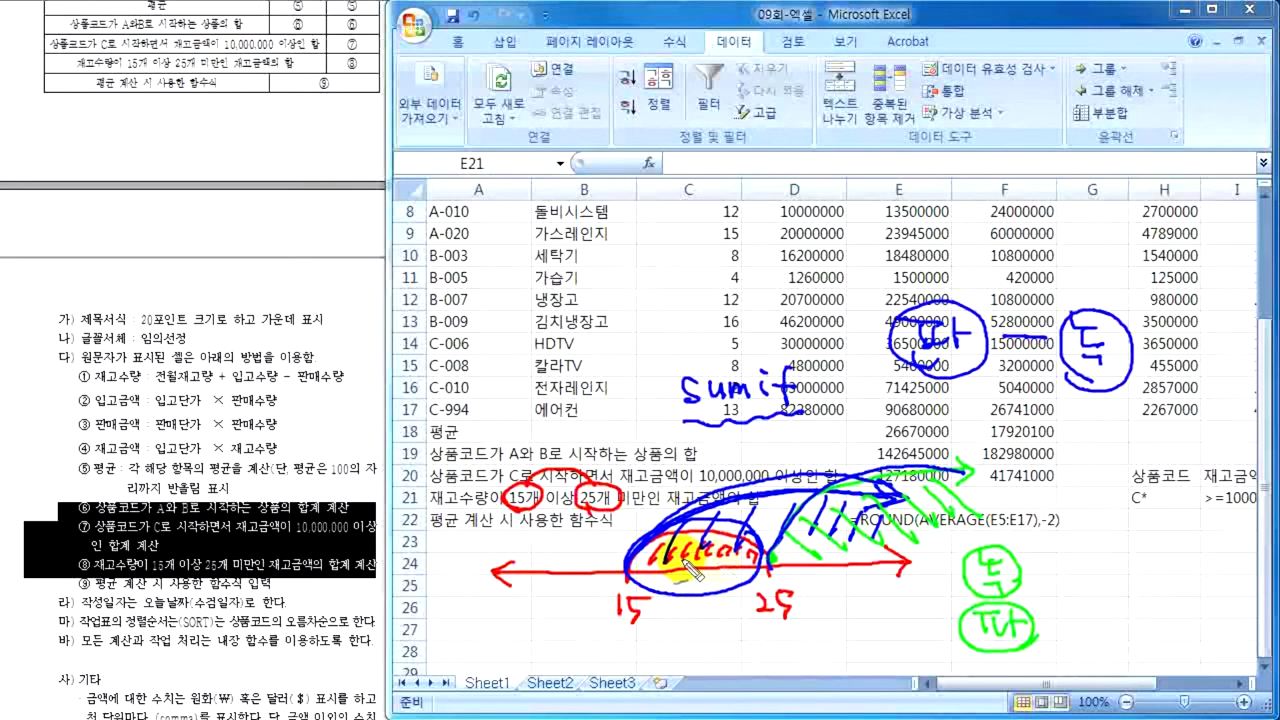 평균 ⑤ ⑤
상품코드가 A와B로 시작하는 상품의 합 ⑥ ⑥
상품코드가 C로 시작하면서 재고금액이 10,000.000 이상인 합 ⑦
재고수량이 15개 이상 25개 미만인 재고금액의 합 ⑧
평균 계산 시 사용한 함수식 ⑨
가) 제목서식 : 20포인트 크기로 하고 가운데 표시
나) 글꼴서체 : 임의선정
다) 원문자가 표시된 셀은 아래의 방법을 이용함
① 재고수량 : 전월재고량 + 입고수량 - 판매수량
② 입고금액 : 입고단가 × 판매수량
③ 판매금액 : 판매단가 × 판매수량
④ 재고금액 : 입고단가 × 재고수량
⑤ 평균 : 각 해당 항목의 평균을 계산(단, 평균은 100의 자
리까지 반올림 표시
⑥ 상품코드가 A와 B로 시작하는 상품의 합계 계산
⑦ 상품코드가 C로 시작하면서 재고금액이 10,000.000 이상
인 합계 계산
⑧ 재고수량이 15개 이상 25개 미만인 재고금액의 합계 계산
⑨ 평균 계산 시 사용한 함수식 입력
라) 작성일자는 오늘날짜(수검일자)로 한다.
마) 작업표의 정렬순서는(SORT)는 상품코드의 오름차순으로 한다.
바) 모든 계산과 작업 처리는 내장 함수를 이용하도록 한다.
사) 기타
금액에 대한 수치는 원화(₩) 혹은 달러($) 표시를 하고
천 단위마다 (comma)를 표시한다. 단, 금액 이외의 수치
09회-엑셀 - Microsoft Excel
홈 삽입 페이지 레이아웃 수식 데이터 검토 보기 Acrobat
외부 데이터 가져오기
모두 새로 고침
연결
속성
연결 편집
연결
정렬
필터
지우기
다시 적용
고급
정렬 및 필터
텍스트 나누기
중복된 항목 제거
데이터 유효성 검사
통합
가상 분석
데이터 도구
그룹
그룹 해제
부분합
윤곽선
E21 fx
A B C D E F G H I
8 A-010 돌비시스템 12 10000000 13500000 24000000 2700000
9 A-020 가스레인지 15 20000000 23945000 60000000 4789000
10 B-003 세탁기 8 16200000 18480000 10800000 1540000
11 B-005 가습기 4 1260000 1500000 420000 125000
12 B-007 냉장고 12 20700000 22540000 10800000 980000
13 B-009 김치냉장고 16 46200000 52800000 3500000
14 C-006 HDTV 5 30000000 36500000 15000000 3650000
15 C-008 칼라TV 8 4800000 3200000 455000
16 C-010 전자레인지 71425000 5040000 2857000
17 C-994 에어컨 13 90680000 26741000 2267000
18 평균 26670000 17920100
19 상품코드가 A와 B로 시작하는 상품의 합 142645000 182980000
20 상품코드가 C로 시작하면서 재고금액이 10,000,000 이상인 합 127180000 41741000 상품코드 재고금
21 재고수량이 15개 이상 25개 미만인 재고금액의 합 C* >=1000
22 평균 계산 시 사용한 함수식 =ROUND(AVERAGE(E5:E17),-2)
23
24
25
26
27
28
29
sumif
15 25
Sheet1 Sheet2 Sheet3
준비 100%